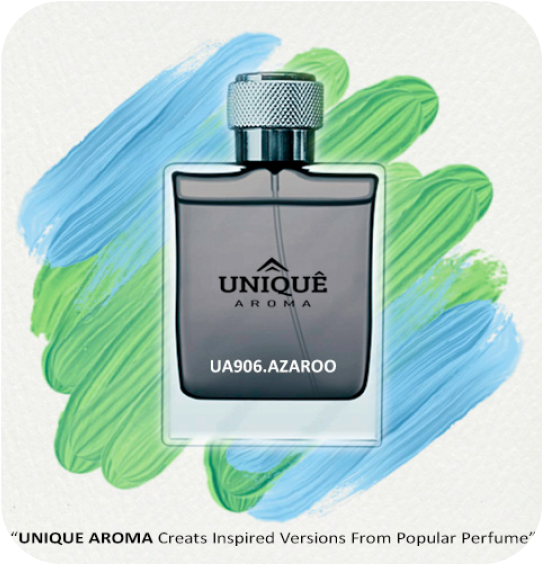 UNIQUÊ
AROMA
UA906.AZAROO
“UNIQUE AROMA Creats Inspired Versions From Popular Perfume”